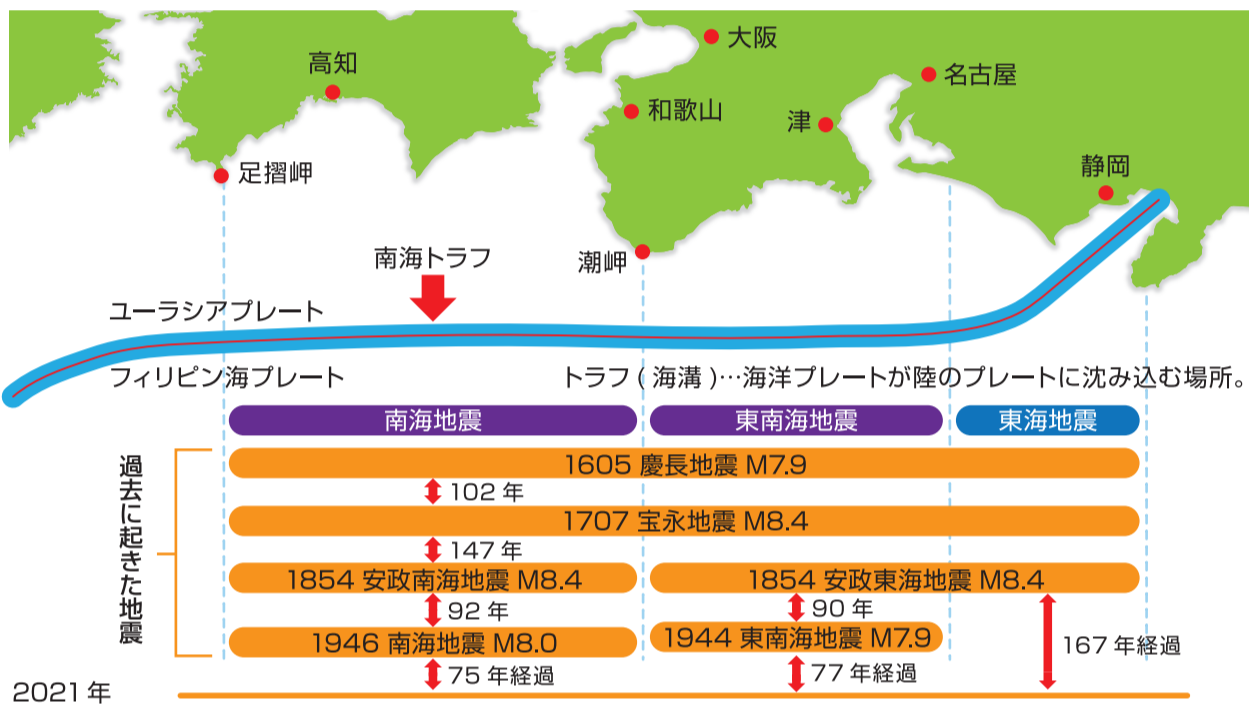 大阪
名古屋
高知
和歌山
津
静岡
足摺岬
南海トラフ
潮岬
ユーラシアプレート
フィリピン海プレート
トラフ(海溝)…海洋プレートが陸のプレートに沈み込む場所。
南海地震
東南海地震
東海地震
過去に起きた地震
1605 慶長地震 M7.9
102 年
1707 宝永地震 M8.4
147 年
1854 安政南海地震 M8.4
1854 安政東海地震 M8.4
92 年
90 年
1946 南海地震 M8.0
1944 東南海地震 M7.9
167 年経過
75 年経過
77 年経過
2021 年